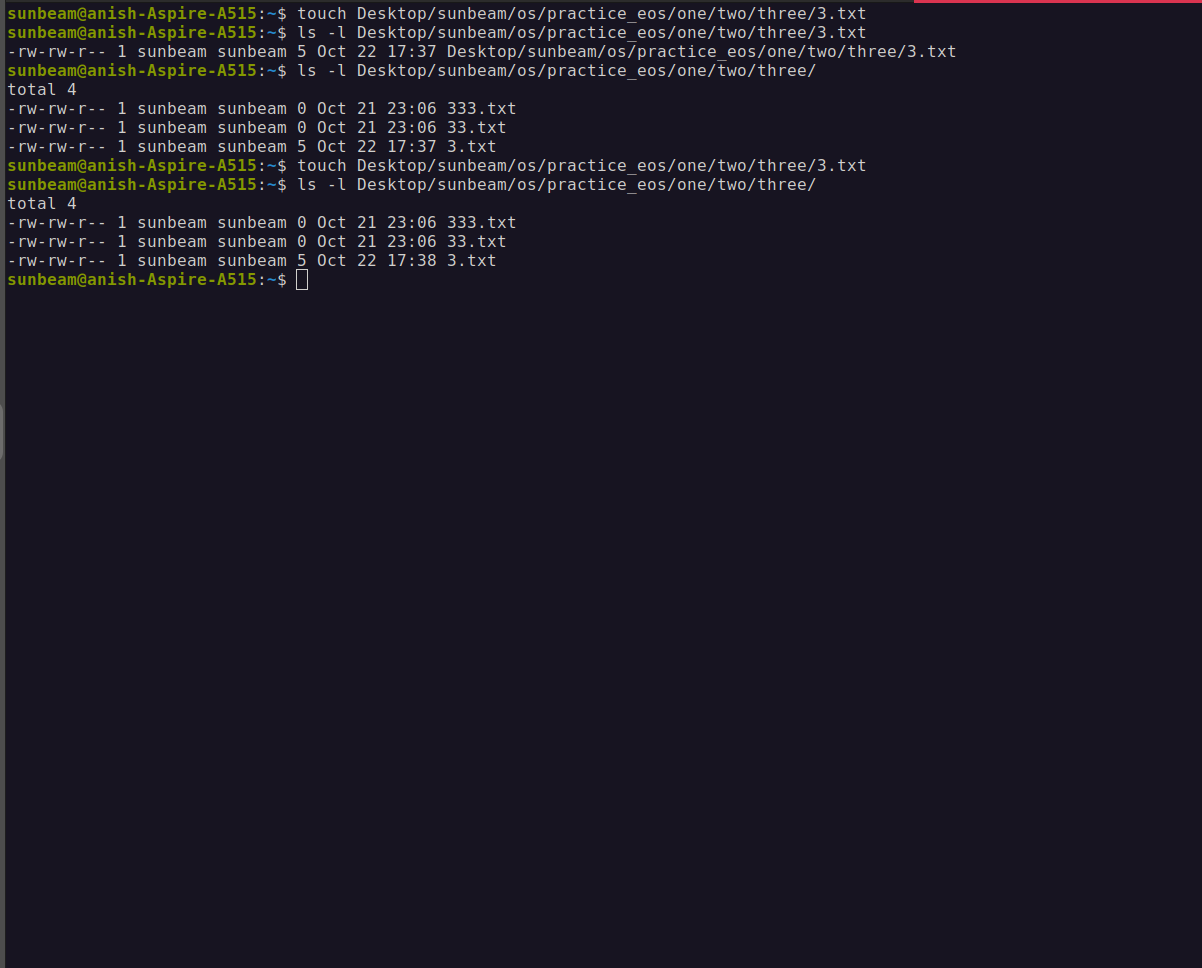 sunbeam@anish-Aspire-A515:~$ touch Desktop/sunbeam/os/practice_eos/one/two/three/3.txt
sunbeam@anish-Aspire-A515:~$ ls -l Desktop/sunbeam/os/practice_eos/one/two/three/3.txt
-rw-rw-r-- 1 sunbeam sunbeam 5 Oct 22 17:37 Desktop/sunbeam/os/practice_eos/one/two/three/3.txt
sunbeam@anish-Aspire-A515:~$ ls -l Desktop/sunbeam/os/practice_eos/one/two/three/
total 4
-rw-rw-r-- 1 sunbeam sunbeam 0 Oct 21 23:06 333.txt
-rw-rw-r-- 1 sunbeam sunbeam 0 Oct 21 23:06 33.txt
-rw-rw-r-- 1 sunbeam sunbeam 5 Oct 22 17:37 3.txt
sunbeam@anish-Aspire-A515:~$ touch Desktop/sunbeam/os/practice_eos/one/two/three/3.txt
sunbeam@anish-Aspire-A515:~$ ls -l Desktop/sunbeam/os/practice_eos/one/two/three/
total 4
-rw-rw-r-- 1 sunbeam sunbeam 0 Oct 21 23:06 333.txt
-rw-rw-r-- 1 sunbeam sunbeam 0 Oct 21 23:06 33.txt
-rw-rw-r-- 1 sunbeam sunbeam 5 Oct 22 17:38 3.txt
sunbeam@anish-Aspire-A515:~$